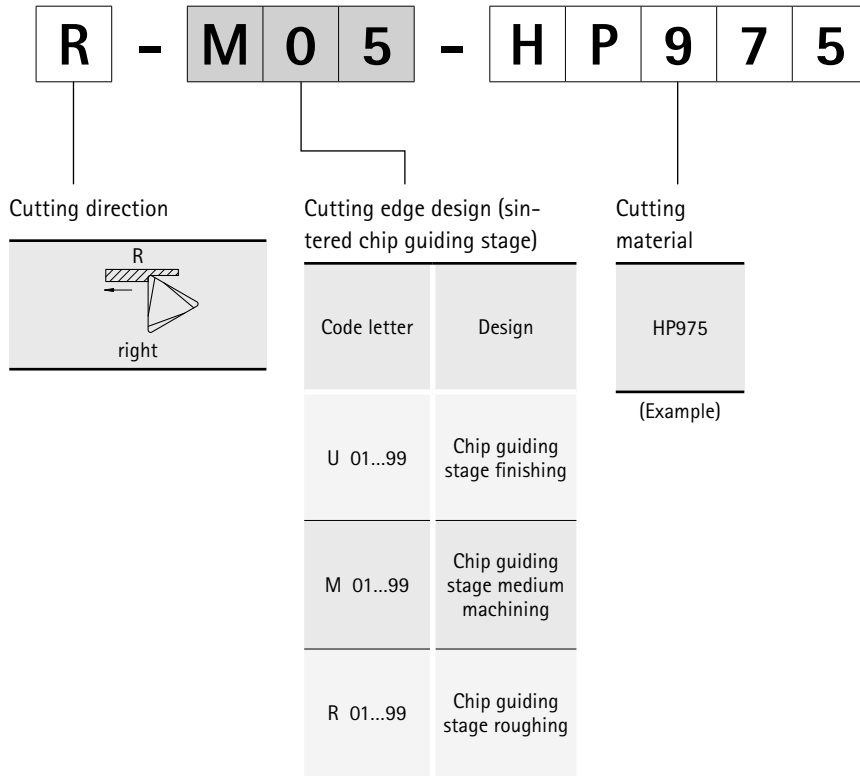 R - M 0 5 - H P 9 7 5
Cutting direction
R
right
Cutting edge design (sin-
tered chip guiding stage)
Code letter
Design
U 01...99
Chip guiding
stage finishing
M 01...99
Chip guiding
stage medium
machining
R 01...99
Chip guiding
stage roughing
Cutting
material
HP975
(Example)